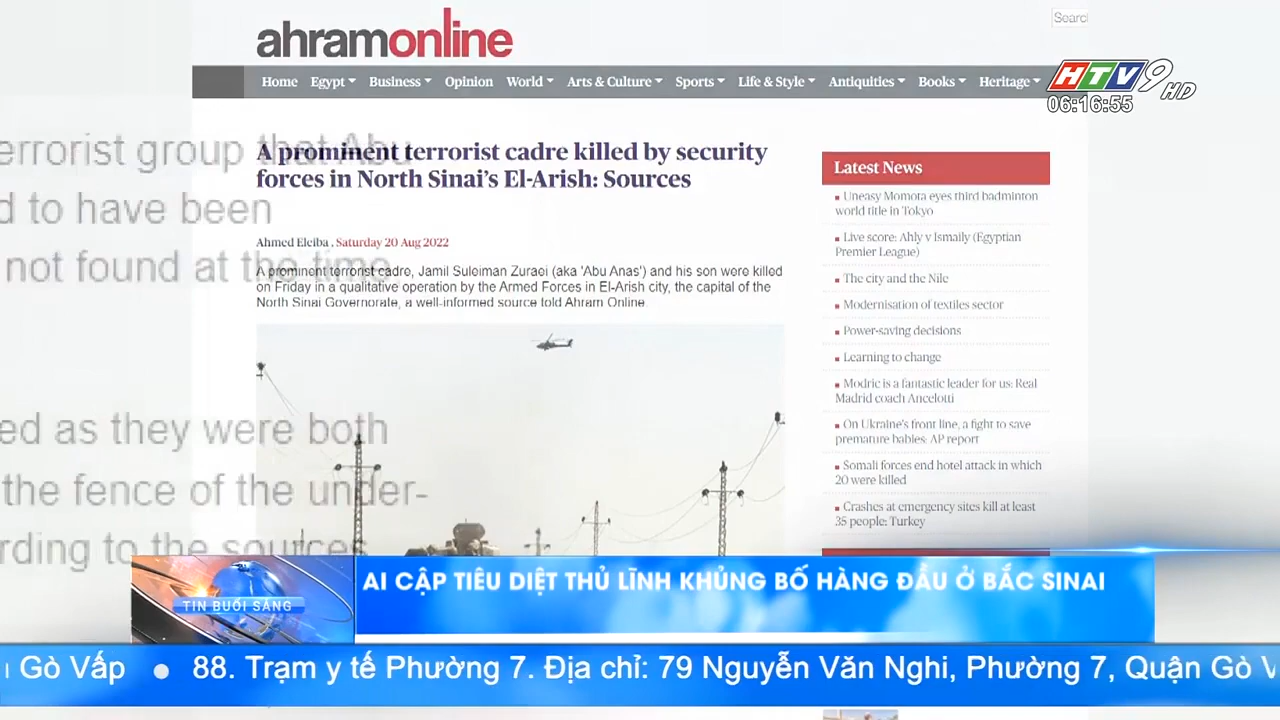 ahramonline
Searc
Home Egypt Business Opinion World Arts & Culture Sports Life & Style Antiquities Books Heritage
HTV9 HD
06:16:55
errorist group that Abu
d to have been
not found at the time
ed as they were both
the fence of the under-
rding to the sources
A prominent terrorist cadre killed by security
forces in North Sinai's El-Arish: Sources
Ahmed Eleiba , Saturday 20 Aug 2022
A prominent terrorist cadre, Jamil Suleiman Zuraei (aka 'Abu Anas') and his son were killed
on Friday in a qualitative operation by the Armed Forces in El-Arish city, the capital of the
North Sinai Governorate, a well-informed source told Ahram Online.
Latest News
Uneasy Momota eyes third badminton
world title in Tokyo
Live score: Ahly v Ismaily (Egyptian
Premier League)
The city and the Nile
Modernisation of textiles sector
Power-saving decisions
Learning to change
Modric is a fantastic leader for us: Real
Madrid coach Ancelotti
On Ukraine's front line, a fight to save
premature babies: AP report
Somali forces end hotel attack in which
20 were killed
Crashes at emergency sites kill at least
35 people: Turkey
TIN BUỔI SÁNG
AI CẬP TIÊU DIỆT THỦ LĨNH KHỦNG BỐ HÀNG ĐẦU Ở BẮC SINAI
Gò Vấp • 88. Trạm y tế Phường 7. Địa chỉ: 79 Nguyễn Văn Nghi, Phường 7, Quận Gò V